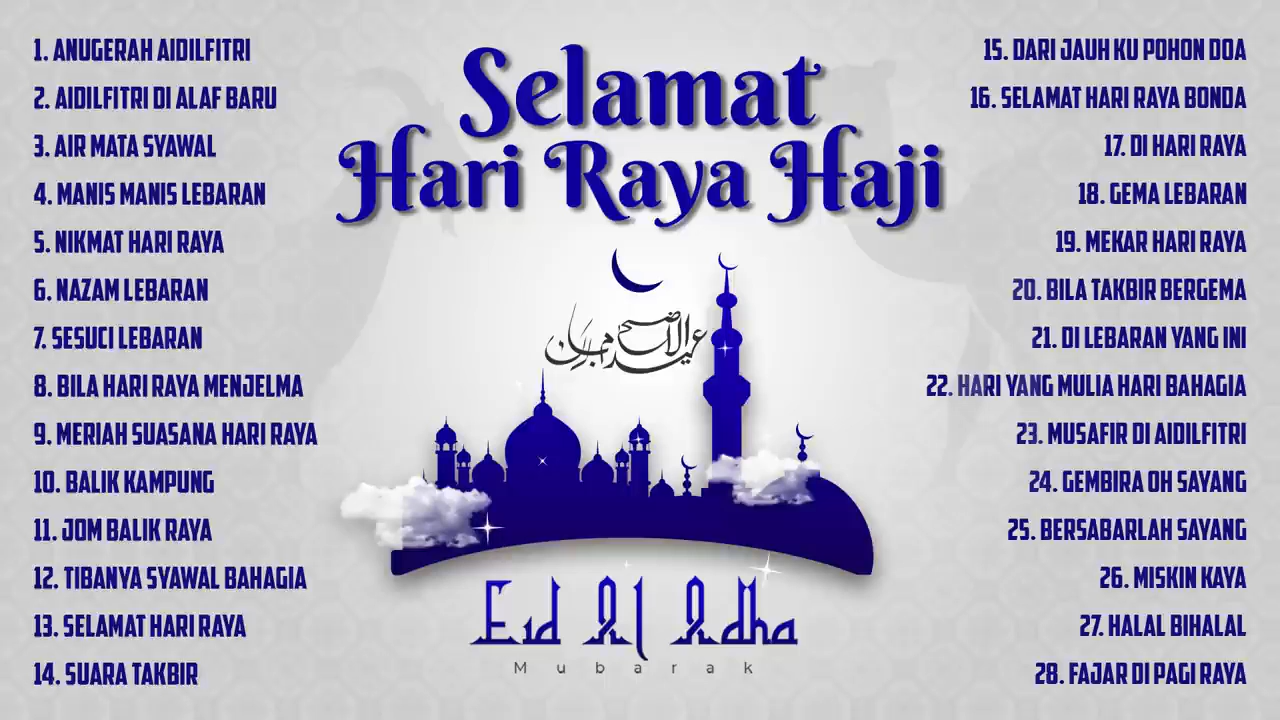 1. ANUGERAH AIDILFITRI
2. AIDILFITRI DI ALAF BARU
3. AIR MATA SYAWAL
4. MANIS MANIS LEBARAN
5. NIKMAT HARI RAYA
6. NAZAM LEBARAN
7. SESUCI LEBARAN
8. BILA HARI RAYA MENJELMA
9. MERIAH SUASANA HARI RAYA
10. BALIK KAMPUNG
11. JOM BALIK RAYA
12. TIBANYA SYAWAL BAHAGIA
13. SELAMAT HARI RAYA
14. SUARA TAKBIR
Selamat
Hari Raya Haji
عيد الأضحى مبارك
Eid Al Adha
Mubarak
15. DARI JAUH KU POHON DOA
16. SELAMAT HARI RAYA BONDA
17. DI HARI RAYA
18. GEMA LEBARAN
19. MEKAR HARI RAYA
20. BILA TAKBIR BERGEMA
21. DI LEBARAN YANG INI
22. HARI YANG MULIA HARI BAHAGIA
23. MUSAFIR DI AIDILFITRI
24. GEMBIRA OH SAYANG
25. BERSABARLAH SAYANG
26. MISKIN KAYA
27. HALAL BIHALAL
28. FAJAR DI PAGI RAYA